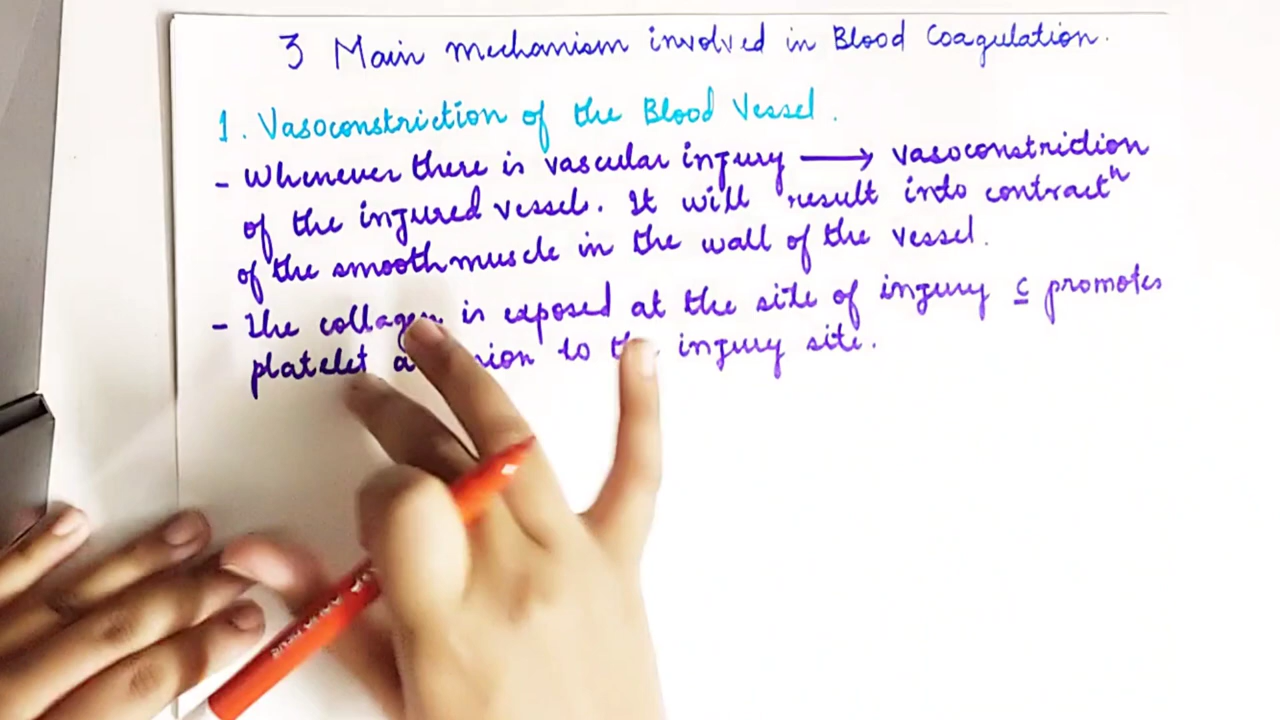 3 Main mechanism involved in Blood Coagulation.
1. Vasoconstriction of the Blood Vessel.
- Whenever there is vascular injury → vasoconstriction
of the injured vessel. It will result into contractⁿ
of the smooth muscle in the wall of the vessel.
- The collagen is exposed at the site of injury c̲ promotes
platelet to injury site.